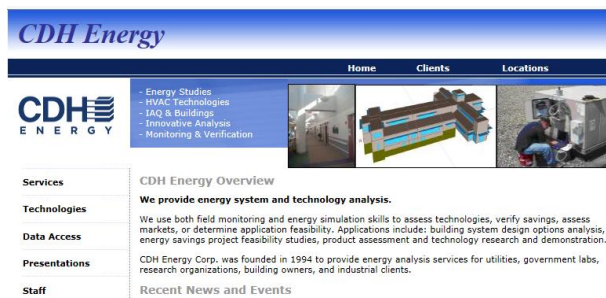 CDH Energy
Home Clients Locations
CDH
ENERGY
- Energy Studies
- HVAC Technologies
- IAQ & Buildings
- Innovative Analysis
- Monitoring & Verification
Services
Technologies
Data Access
Presentations
Staff
CDH Energy Overview
We provide energy system and technology analysis.
We use both field monitoring and energy simulation skills to assess technologies, verify savings, assess
markets, or determine application feasibility. Applications include: building system design options analysis,
energy savings project feasibility studies, product assessment and technology research and demonstration.
CDH Energy Corp. was founded in 1994 to provide energy analysis services for utilities, government labs,
research organizations, building owners, and industrial clients.
Recent News and Events